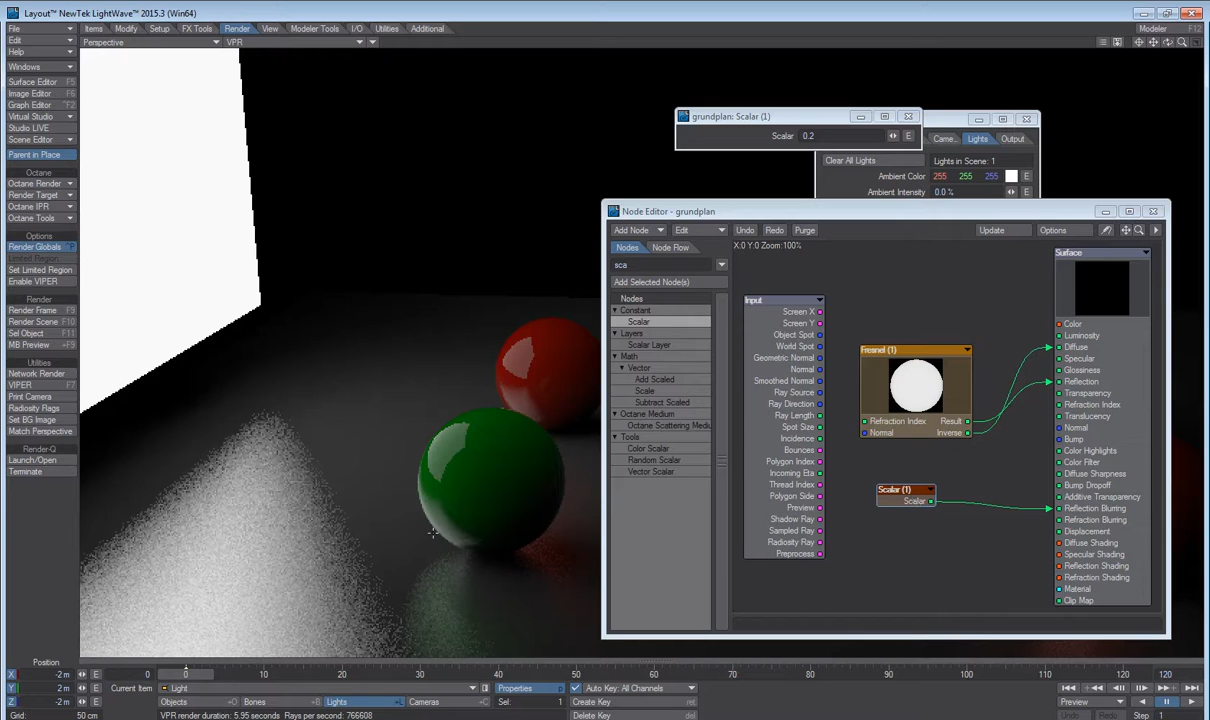 Layout™ NewTek LightWave™ 2015.3 (Win64)
File
Items Modify Setup FX Tools Render View Modeler Tools I/O Utilities Additional
Modeler F12
Edit
Perspective
VPR
Help
Windows
Surface Editor F5
Image Editor F6
Graph Editor ^F2
Virtual Studio
Studio LIVE
Scene Editor
Parent in Place
Octane
Octane Render
Render Target
Octane IPR
Octane Tools
Options
Render Globals ^P
Limited Region
Set Limited Region
Enable VIPER
Render
Render Frame F9
Render Scene F10
Sel Object F11
MB Preview +F9
Utilities
Network Render
VIPER F7
Print Camera
Radiosity Rags
Set BG Image
Match Perspective
Render-Q
Launch/Open
Terminate
grundplan: Scalar (1)
Scalar 0.2 E
Came... Lights Output
Clear All Lights
Lights in Scene: 1
Ambient Color 255 255 255 E
Ambient Intensity 0.0 % E
Node Editor - grundplan
Add Node Edit Undo Redo Purge Update Options
Nodes Node Flow
X:0 Y:0 Zoom:100%
sca
Add Selected Node(s)
Nodes
Constant
Scalar
Layers
Scalar Layer
Math
Vector
Add Scaled
Scale
Subtract Scaled
Octane Medium
Octane Scattering Mediu
Tools
Color Scalar
Random Scalar
Vector Scalar
Input
Screen X
Screen Y
Object Spot
World Spot
Geometric Normal
Normal
Smoothed Normal
Ray Source
Ray Direction
Ray Length
Spot Size
Incidence
Bounces
Polygon Index
Incoming Eta
Thread Index
Polygon Side
Preview
Shadow Ray
Sampled Ray
Radiosity Ray
Preprocess
Fresnel (1)
Refraction Index Result
Normal Inverse
Scalar (1)
Scalar
Surface
Color
Luminosity
Diffuse
Specular
Glossiness
Reflection
Transparency
Refraction Index
Translucency
Normal
Bump
Color Highlights
Color Filter
Diffuse Sharpness
Bump Dropoff
Additive Transparency
Reflection Blurring
Refraction Blurring
Displacement
Diffuse Shading
Specular Shading
Reflection Shading
Refraction Shading
Material
Clip Map
Position
X -2 m E
Y 2 m E
Z -2 m E
Grid: 50 cm
0 0 10 20 30 40 50 60 70 80 90 100 110 120 120
Current Item Light
Properties
Auto Key: All Channels
Objects +O Bones +B Lights +L Cameras +C
Sel: 1
Create Key ret
Delete Key del
VPR render duration: 5.95 seconds Rays per second: 766608
Preview
Undo Redo Step 1